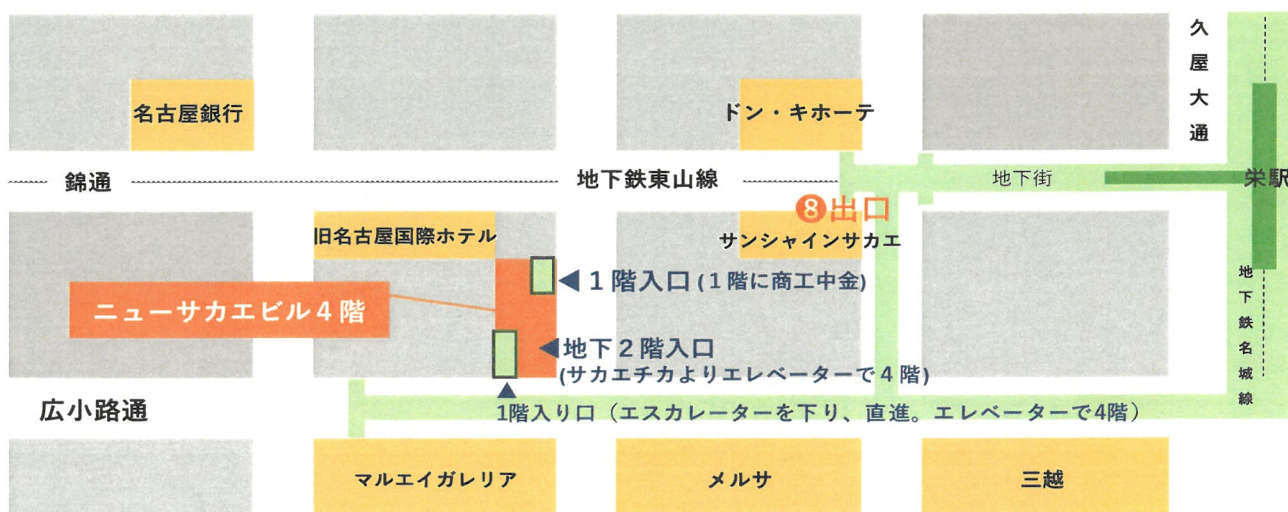 久屋大通
名古屋銀行
ドン・キホーテ
錦通
地下鉄東山線
地下街
栄駅
❽出口
旧名古屋国際ホテル
サンシャインサカエ
◀1階入口(1階に商工中金)
地下鉄名城線
ニューサカエビル4階
◀地下2階入口
(サカエチカよりエレベーターで4階)
▲
広小路通
1階入り口（エスカレーターを下り、直進。エレベーターで4階）
マルエイガレリア
メルサ
三越